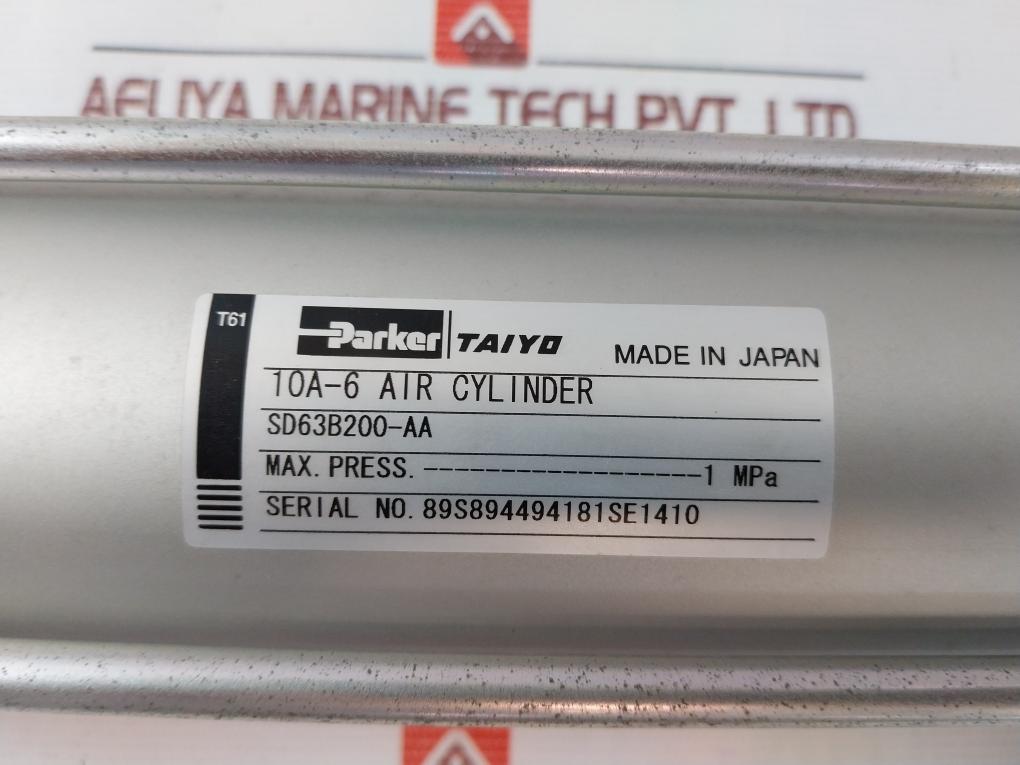 AELIYA MARINE TECH PVT. LTD
T61
Parker TAIYO MADE IN JAPAN
10A-6 AIR CYLINDER
SD63B200-AA
MAX. PRESS.-------------------1 MPa
SERIAL NO. 89S894494181SE1410